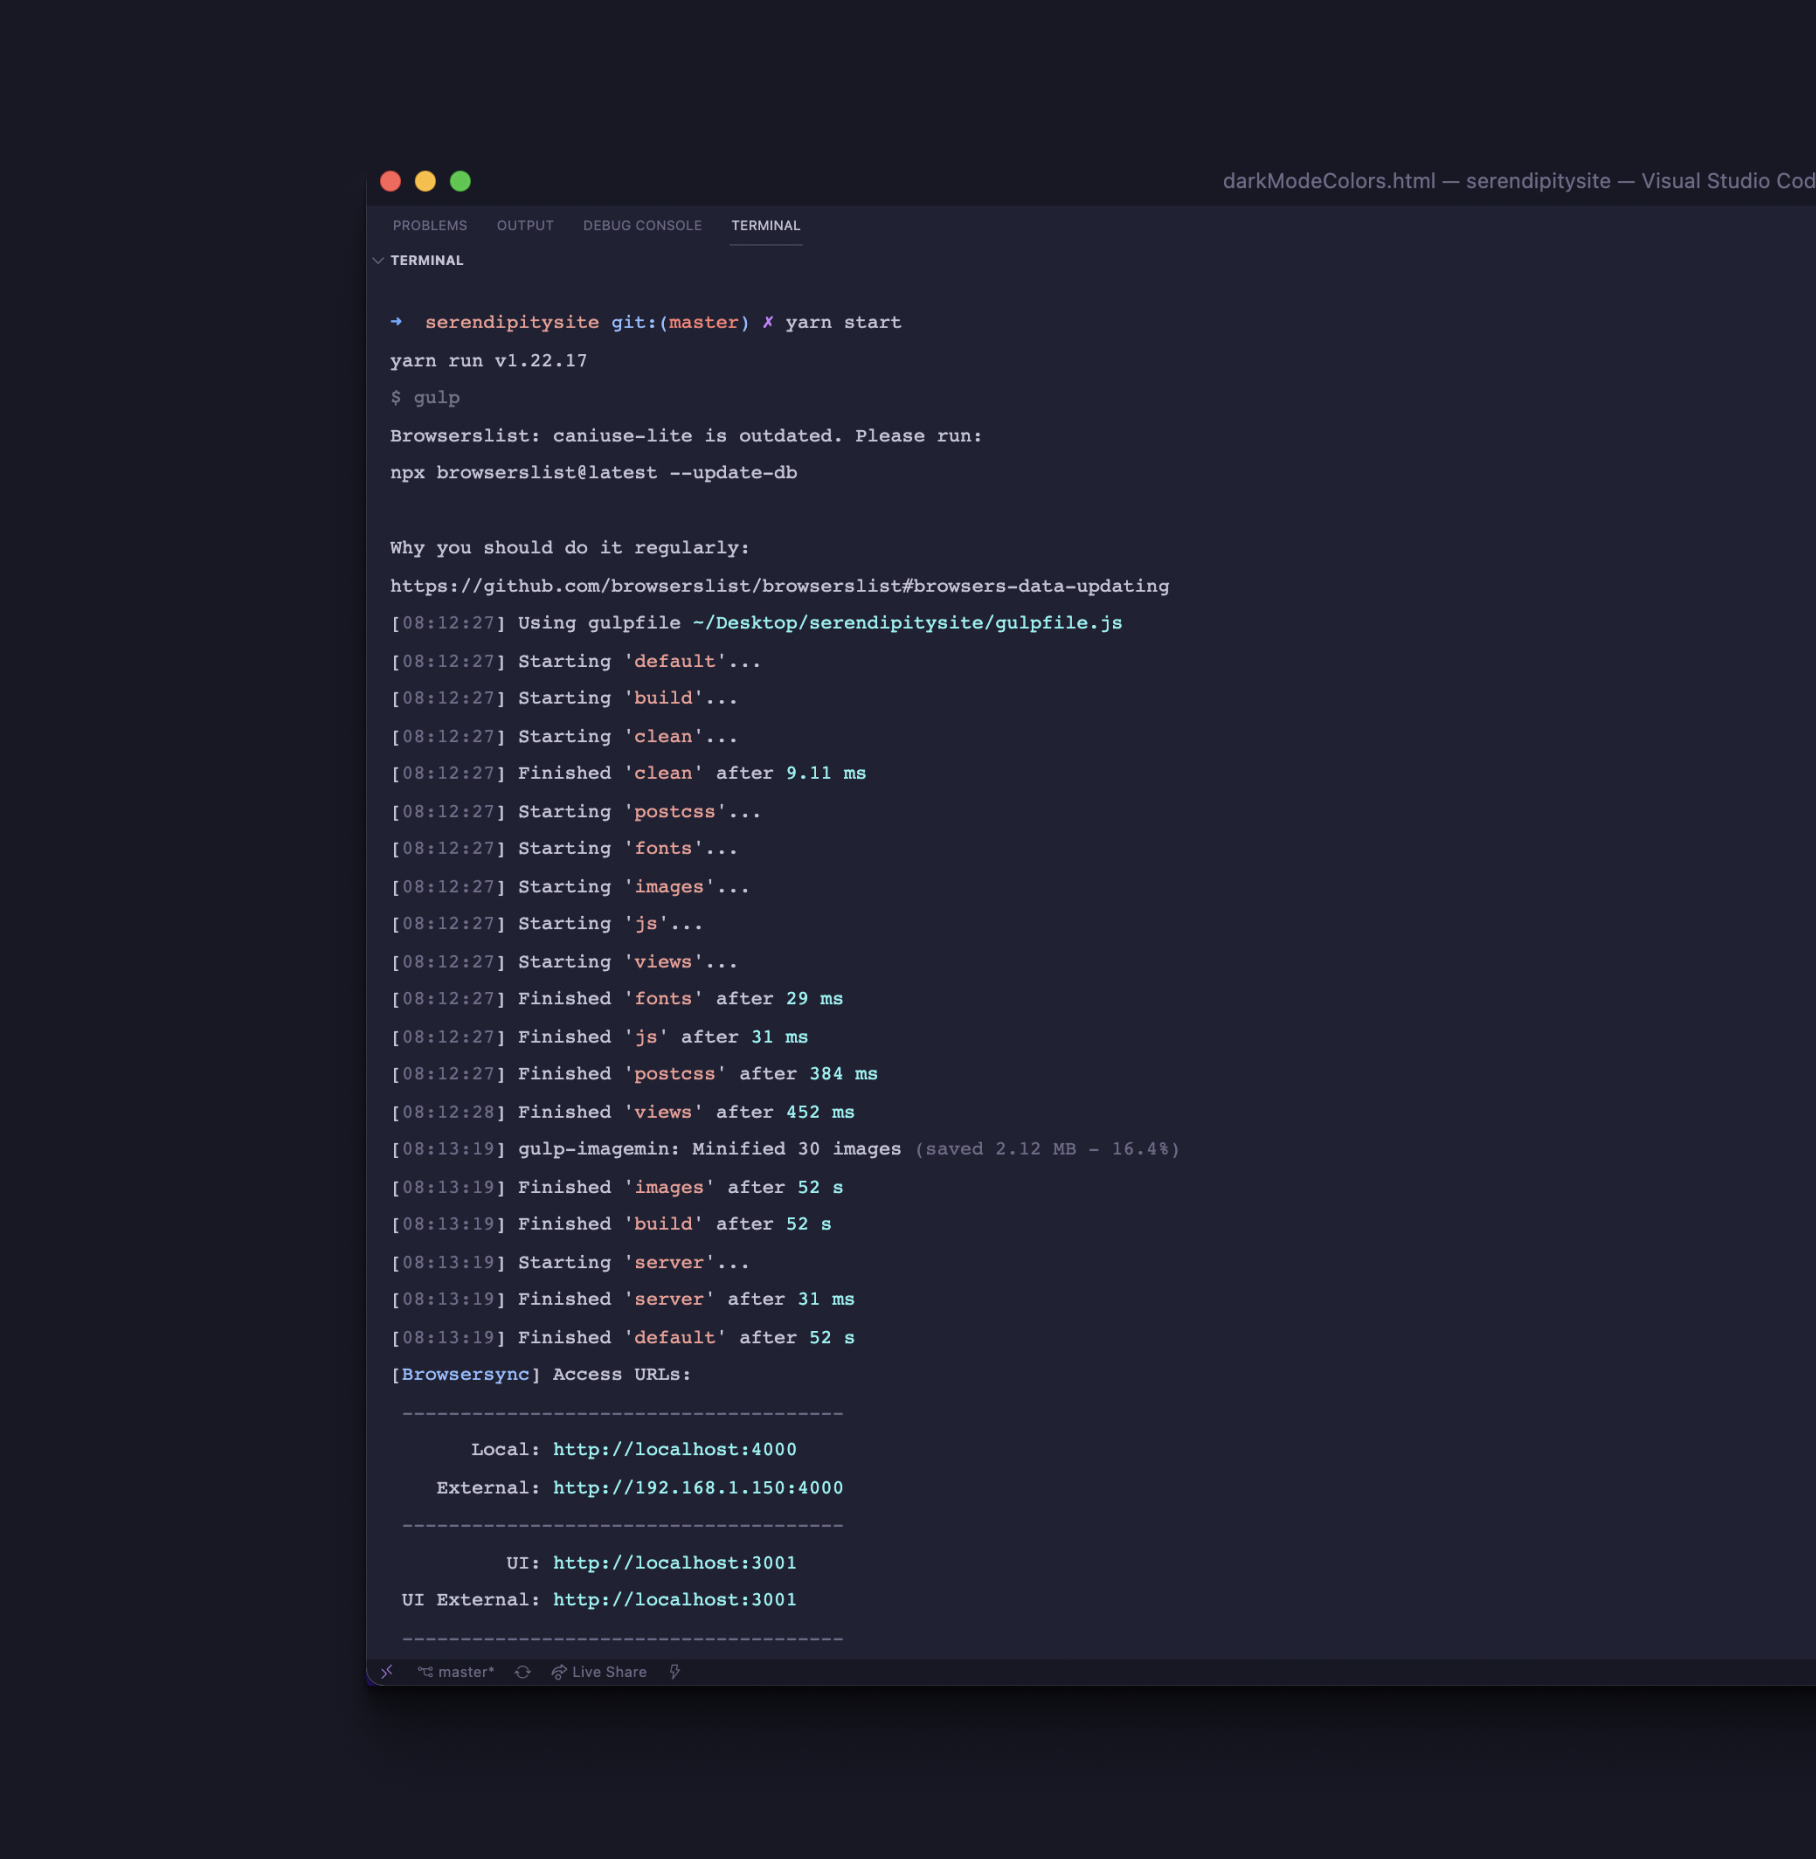 darkModeColors.html — serendipitysite — Visual Studio Cod
PROBLEMS OUTPUT DEBUG CONSOLE TERMINAL
TERMINAL
➜  serendipitysite git:(master) ✗ yarn start
yarn run v1.22.17
$ gulp
Browserslist: caniuse-lite is outdated. Please run:
npx browserslist@latest --update-db
Why you should do it regularly:
https://github.com/browserslist/browserslist#browsers-data-updating
[08:12:27] Using gulpfile ~/Desktop/serendipitysite/gulpfile.js
[08:12:27] Starting 'default'...
[08:12:27] Starting 'build'...
[08:12:27] Starting 'clean'...
[08:12:27] Finished 'clean' after 9.11 ms
[08:12:27] Starting 'postcss'...
[08:12:27] Starting 'fonts'...
[08:12:27] Starting 'images'...
[08:12:27] Starting 'js'...
[08:12:27] Starting 'views'...
[08:12:27] Finished 'fonts' after 29 ms
[08:12:27] Finished 'js' after 31 ms
[08:12:27] Finished 'postcss' after 384 ms
[08:12:28] Finished 'views' after 452 ms
[08:13:19] gulp-imagemin: Minified 30 images (saved 2.12 MB - 16.4%)
[08:13:19] Finished 'images' after 52 s
[08:13:19] Finished 'build' after 52 s
[08:13:19] Starting 'server'...
[08:13:19] Finished 'server' after 31 ms
[08:13:19] Finished 'default' after 52 s
[Browsersync] Access URLs:
--------------------------------------
Local: http://localhost:4000
External: http://192.168.1.150:4000
--------------------------------------
UI: http://localhost:3001
UI External: http://localhost:3001
--------------------------------------
master* Live Share